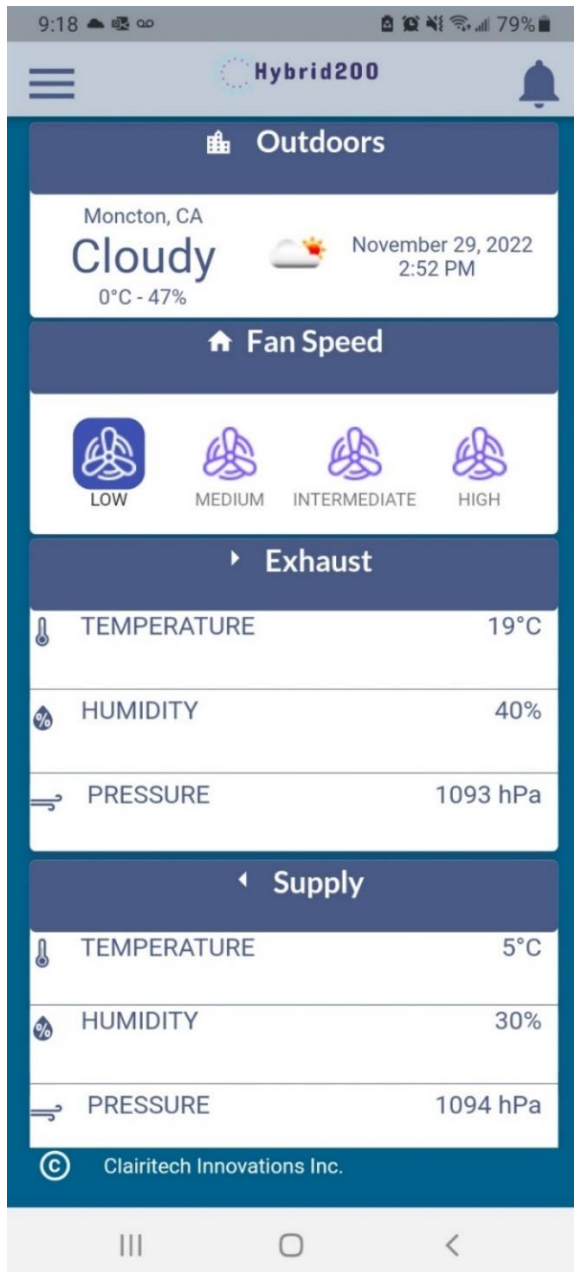 9:18 79%
Hybrid200
Outdoors
Moncton, CA
Cloudy
0°C - 47%
November 29, 2022
2:52 PM
Fan Speed
LOW MEDIUM INTERMEDIATE HIGH
Exhaust
TEMPERATURE 19°C
% HUMIDITY 40%
PRESSURE 1093 hPa
Supply
TEMPERATURE 5°C
% HUMIDITY 30%
PRESSURE 1094 hPa
© Clairitech Innovations Inc.